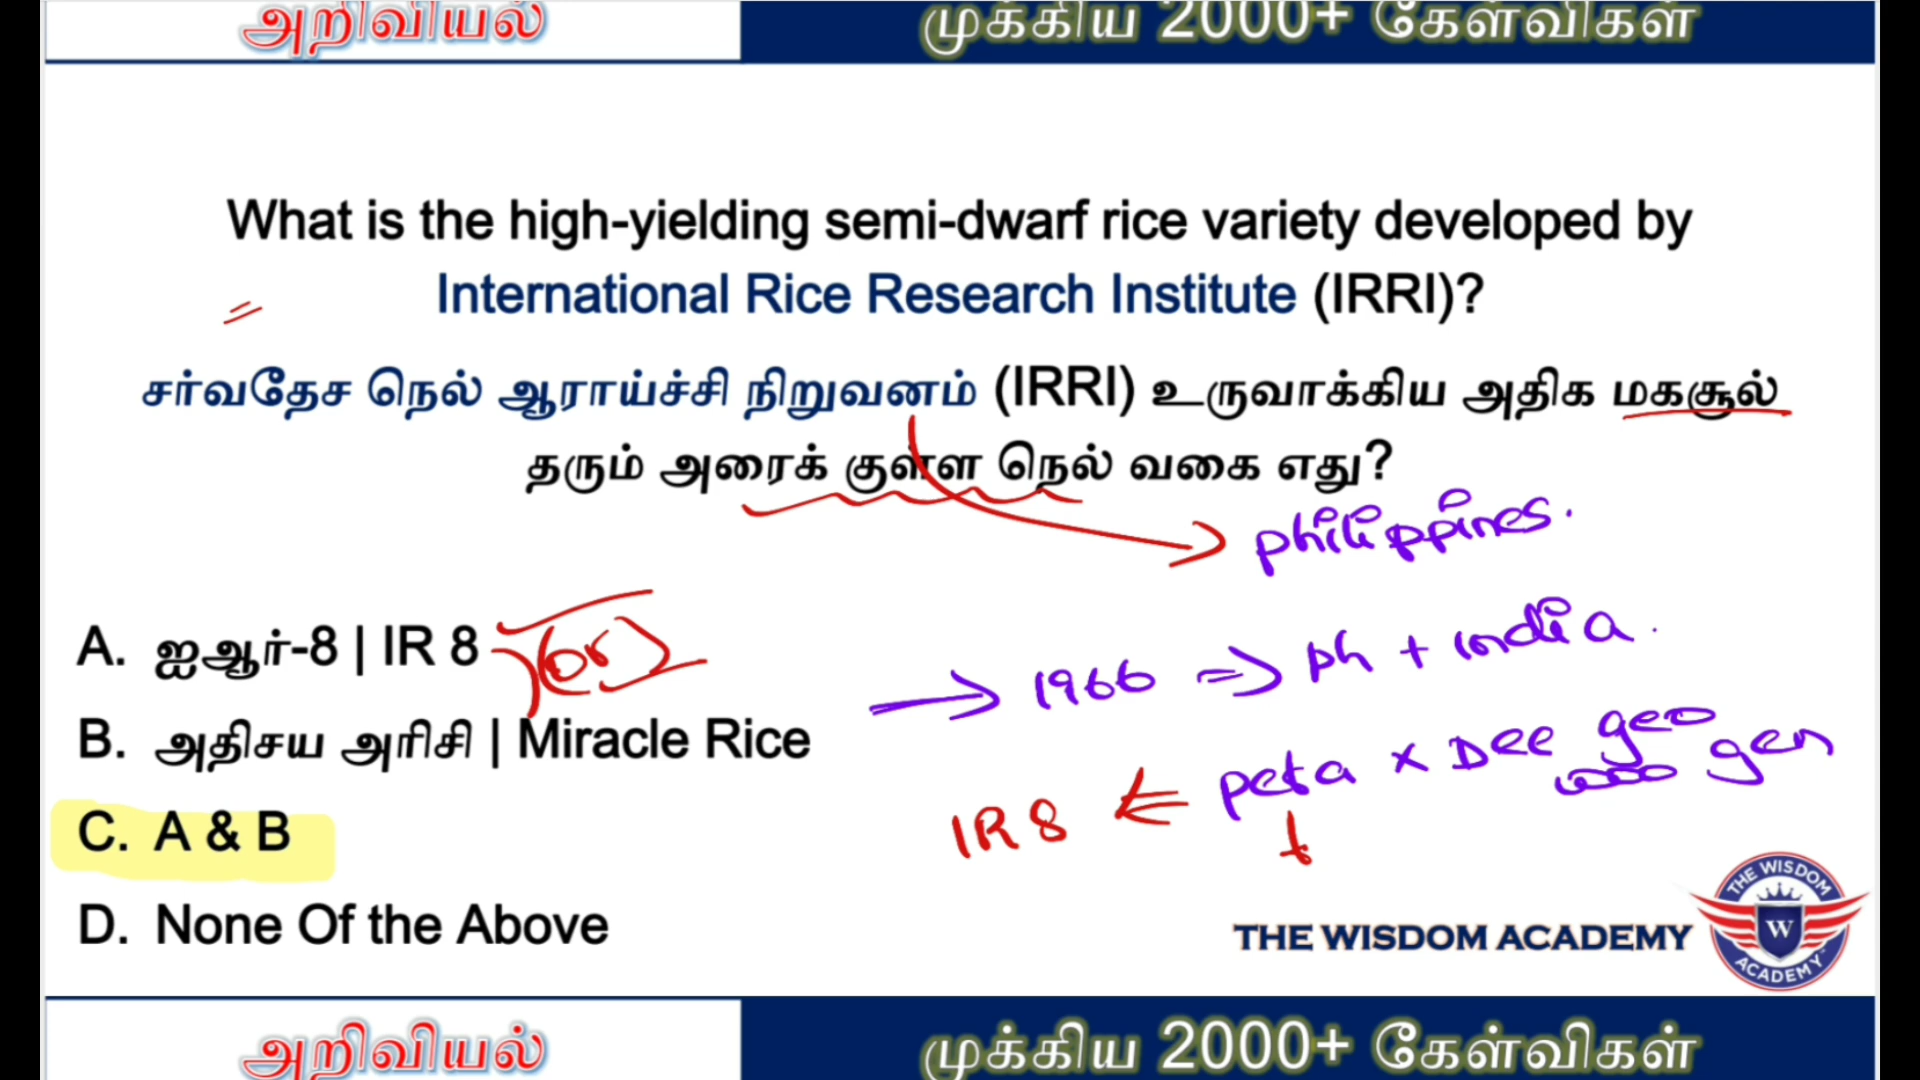 அறிவியல்
முக்கிய 2000+ கேள்விகள்
What is the high-yielding semi-dwarf rice variety developed by
International Rice Research Institute (IRRI)?
சர்வதேச நெல் ஆராய்ச்சி நிறுவனம் (IRRI) உருவாக்கிய அதிக மகசூல்
தரும் அரைக் குள்ள நெல் வகை எது?
philippines.
A. ஐஆர்-8 | IR 8
(or)
1966 => ph + india.
B. அதிசய அரிசி | Miracle Rice
peta x Dee geo
gen
IR 8
C. A & B
D. None Of the Above
THE WISDOM ACADEMY
THE WISDOM
W
ACADEMY
அறிவியல்
முக்கிய 2000+ கேள்விகள்